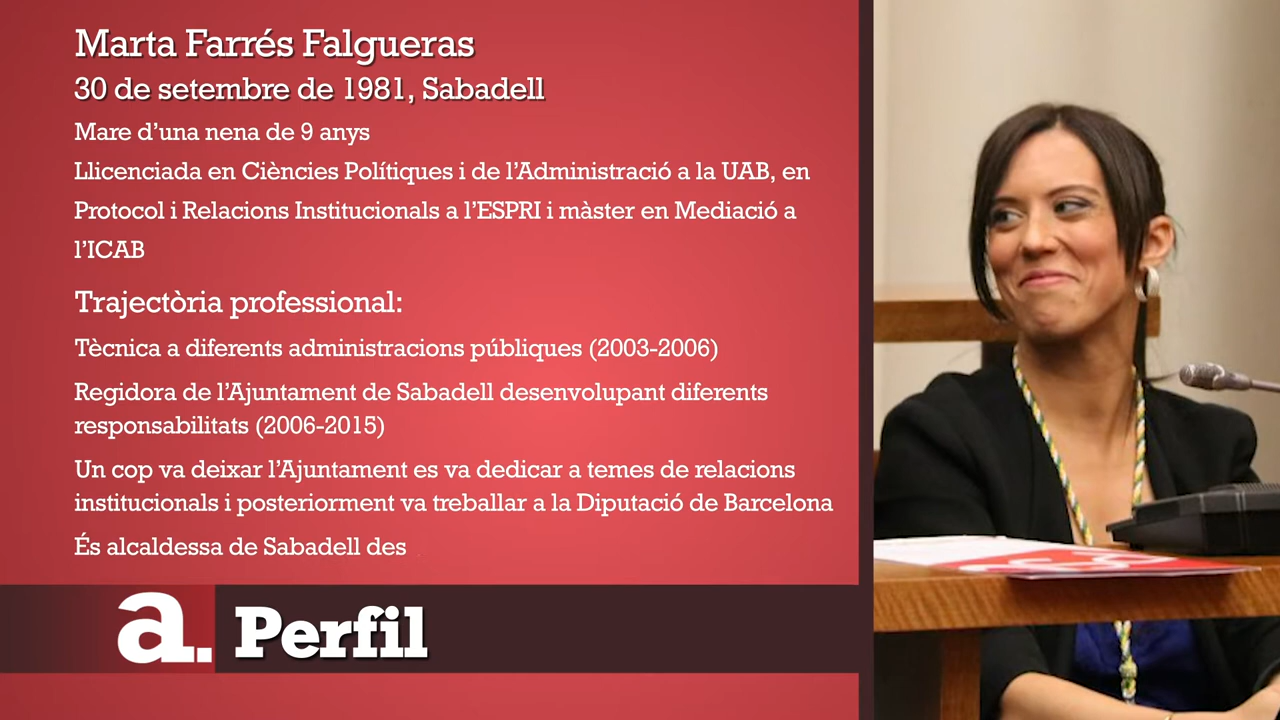 Marta Farrés Falgueras
30 de setembre de 1981, Sabadell
Mare d'una nena de 9 anys
Llicenciada en Ciències Polítiques i de l'Administració a la UAB, en
Protocol i Relacions Institucionals a l'ESPRI i màster en Mediació a
l'ICAB
Trajectòria professional:
Tècnica a diferents administracions públiques (2003-2006)
Regidora de l'Ajuntament de Sabadell desenvolupant diferents
responsabilitats (2006-2015)
Un cop va deixar l'Ajuntament es va dedicar a temes de relacions
institucionals i posteriorment va treballar a la Diputació de Barcelona
És alcaldessa de Sabadell des
a. Perfil